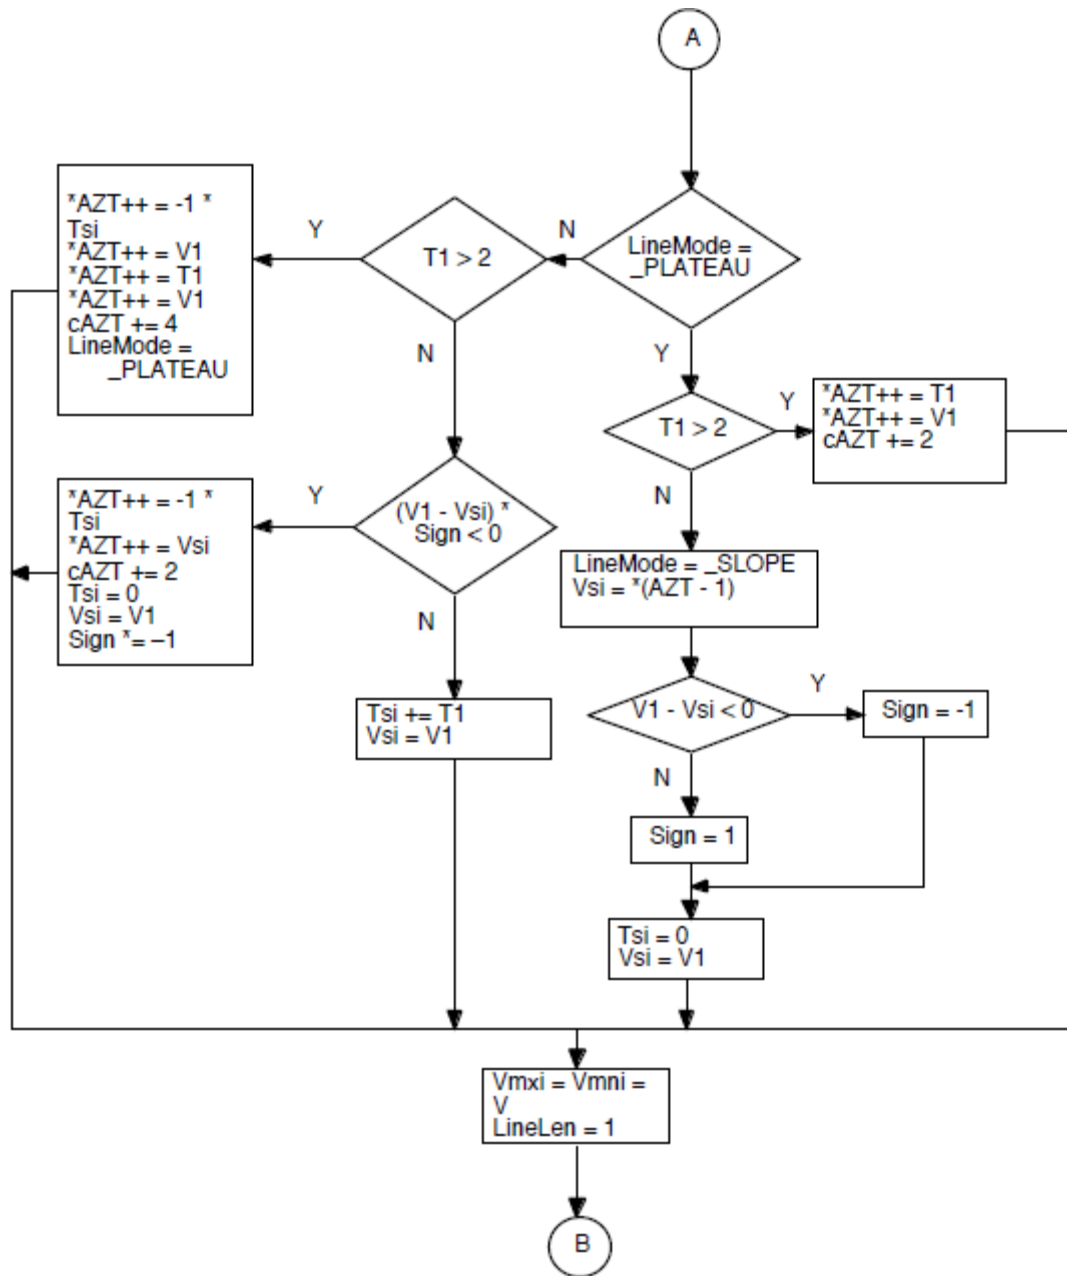 A
LineMode =
_PLATEAU
N
T1 > 2
Y
*AZT++ = -1 *
Tsi
*AZT++ = V1
*AZT++ = T1
*AZT++ = V1
cAZT += 4
LineMode =
_PLATEAU
N
Y
T1 > 2
Y
*AZT++ = T1
*AZT++ = V1
cAZT += 2
N
(V1 - Vsi) *
Sign < 0
Y
*AZT++ = -1 *
Tsi
*AZT++ = Vsi
cAZT += 2
Tsi = 0
Vsi = V1
Sign *= –1
LineMode = _SLOPE
Vsi = *(AZT - 1)
N
Tsi += T1
Vsi = V1
V1 - Vsi < 0
Y
Sign = -1
N
Sign = 1
Tsi = 0
Vsi = V1
Vmxi = Vmni =
V
LineLen = 1
B